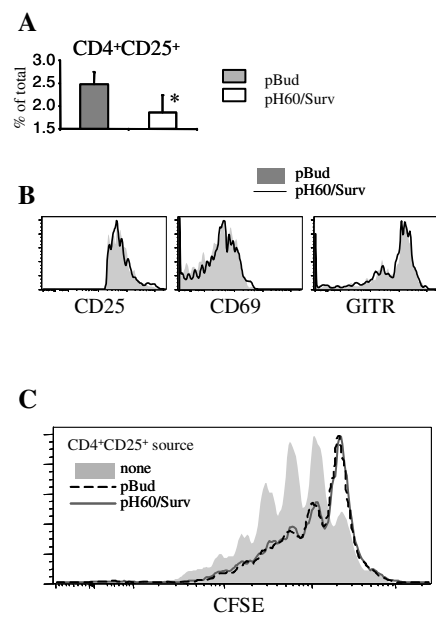 A
CD4⁺CD25⁺
% of total
3.0
2.5
2.0
1.5
*
pBud
pH60/Surv
B
pBud
pH60/Surv
CD25
CD69
GITR
C
CD4⁺CD25⁺ source
none
pBud
pH60/Surv
CFSE